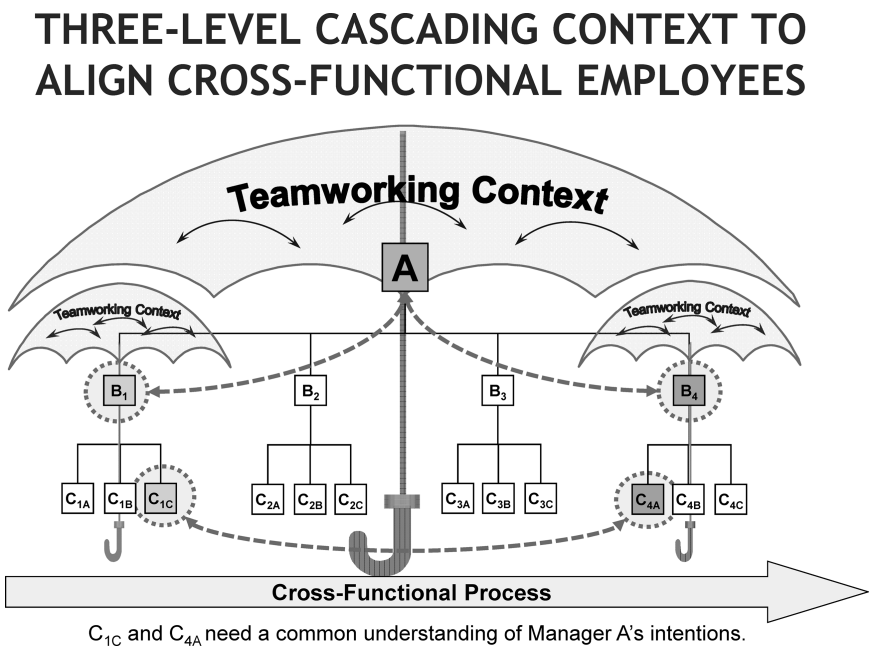 THREE-LEVEL CASCADING CONTEXT TO
ALIGN CROSS-FUNCTIONAL EMPLOYEES
Teamworking Context
A
Teamworking Context
Teamworking Context
B1
B2
B3
B4
C1A
C1B
C1C
C2A
C2B
C2C
C3A
C3B
C3C
C4A
C4B
C4C
Cross-Functional Process
C1C and C4A need a common understanding of Manager A's intentions.